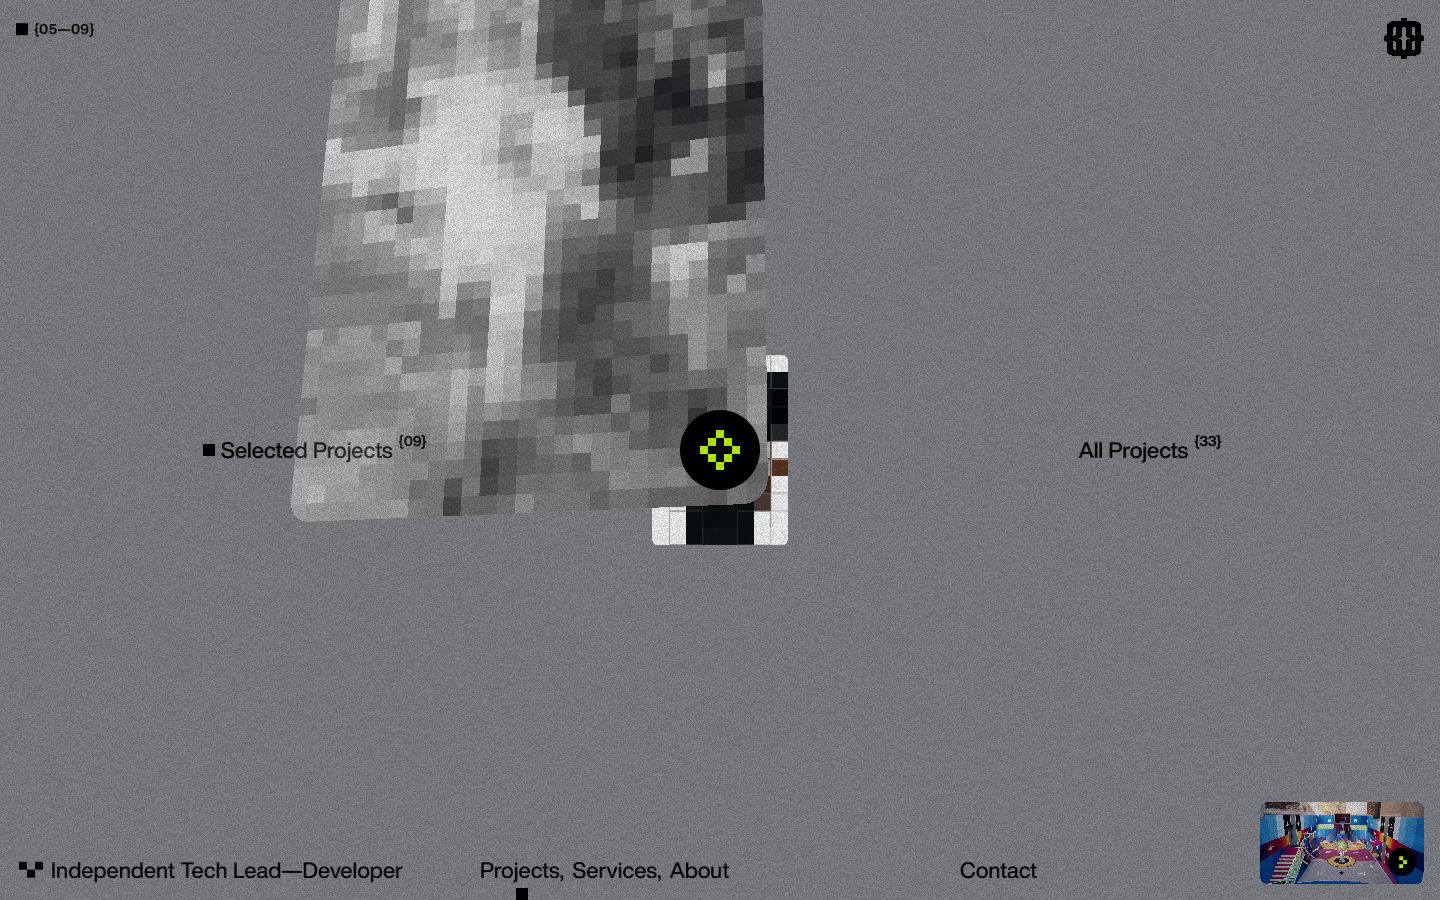 {05—09}
Selected Projects {09}
All Projects {33}
Independent Tech Lead—Developer
Projects, Services, About
Contact